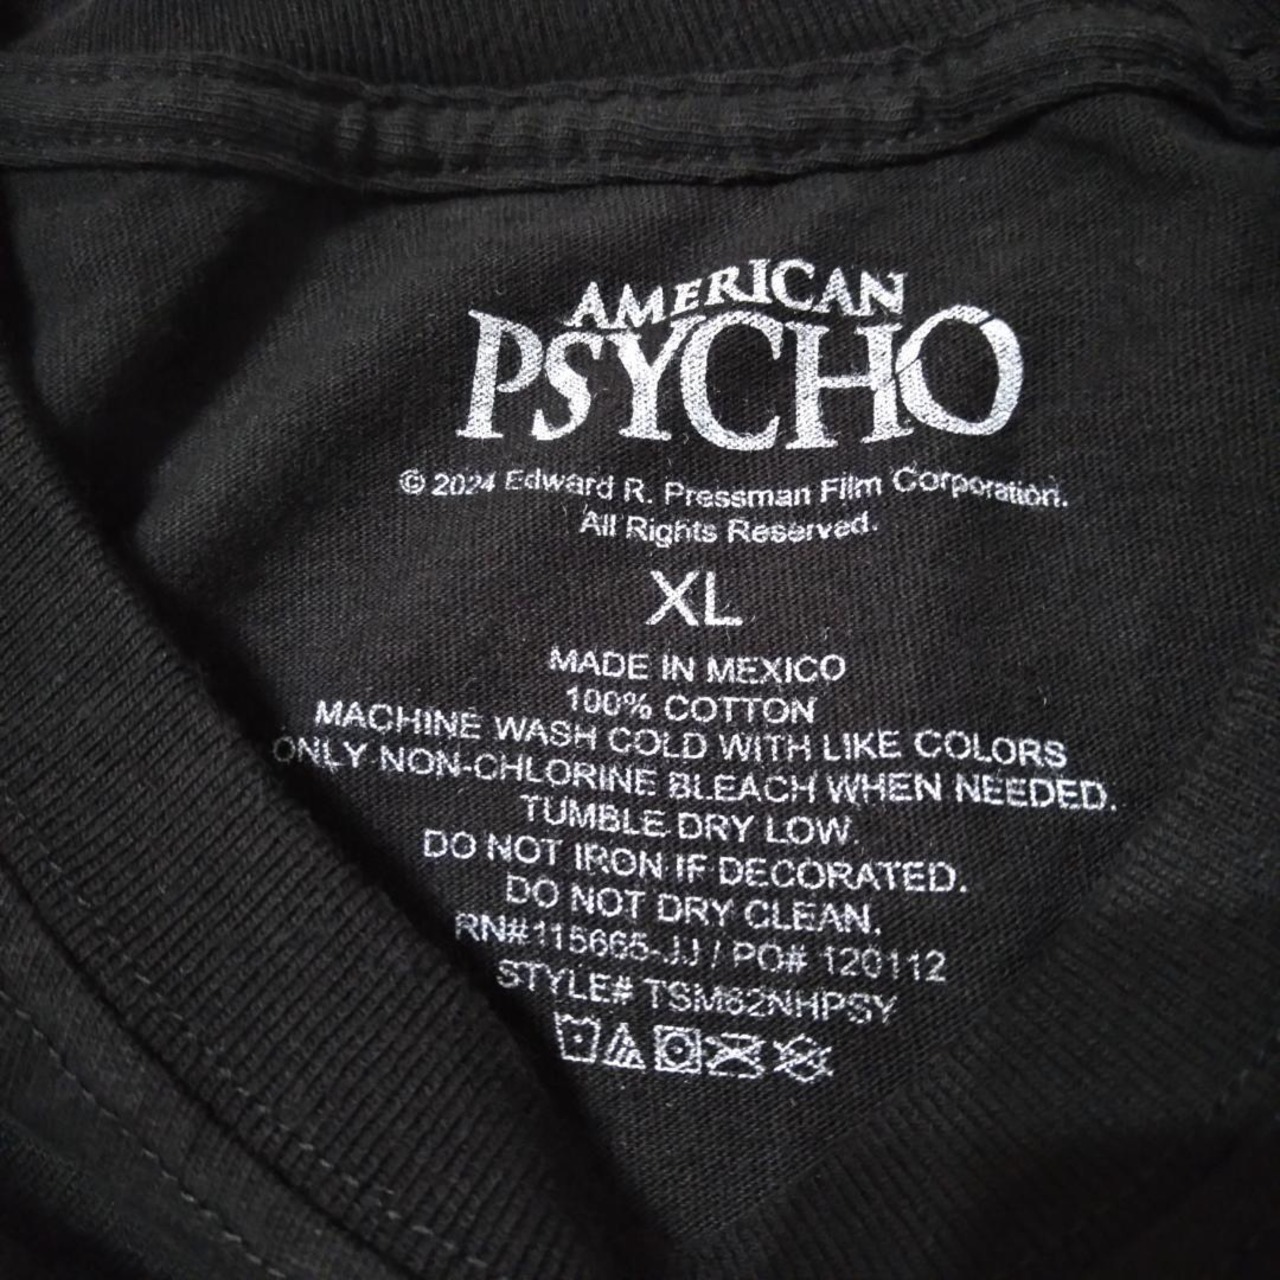 AMERICAN
PSYCHO
© 2024 Edward R. Pressman Film Corporation.
All Rights Reserved.
XL
MADE IN MEXICO
100% COTTON
MACHINE WASH COLD WITH LIKE COLORS
ONLY NON-CHLORINE BLEACH WHEN NEEDED.
TUMBLE DRY LOW.
DO NOT IRON IF DECORATED.
DO NOT DRY CLEAN.
RN#115665-JJ / PO# 120112
STYLE# TSM62NHPSY